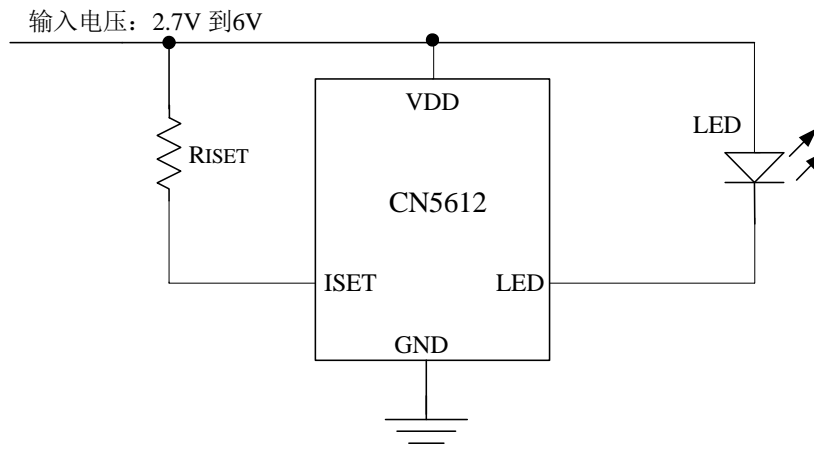 输入电压：2.7V 到6V
VDD
LED
RISET
CN5612
ISET
LED
GND